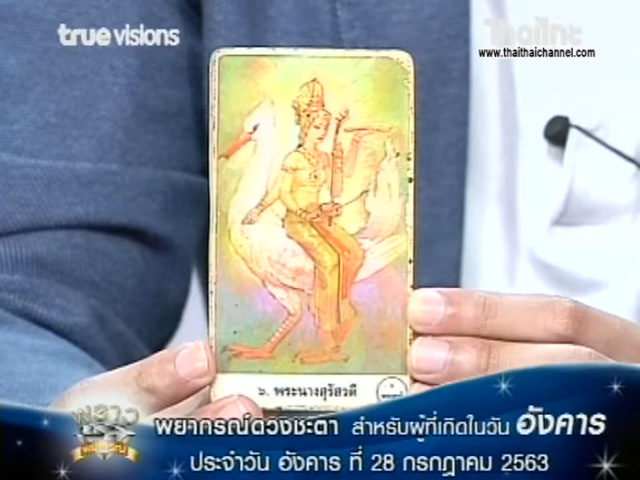 true visions
ThaiThai
www.thaithaichannel.com
๖. พระนางสุรัสวดี
พยากรณ์ดวงชะตา สำหรับผู้ที่เกิดในวัน อังคาร
ประจำวัน อังคาร ที่ 28 กรกฎาคม 2563